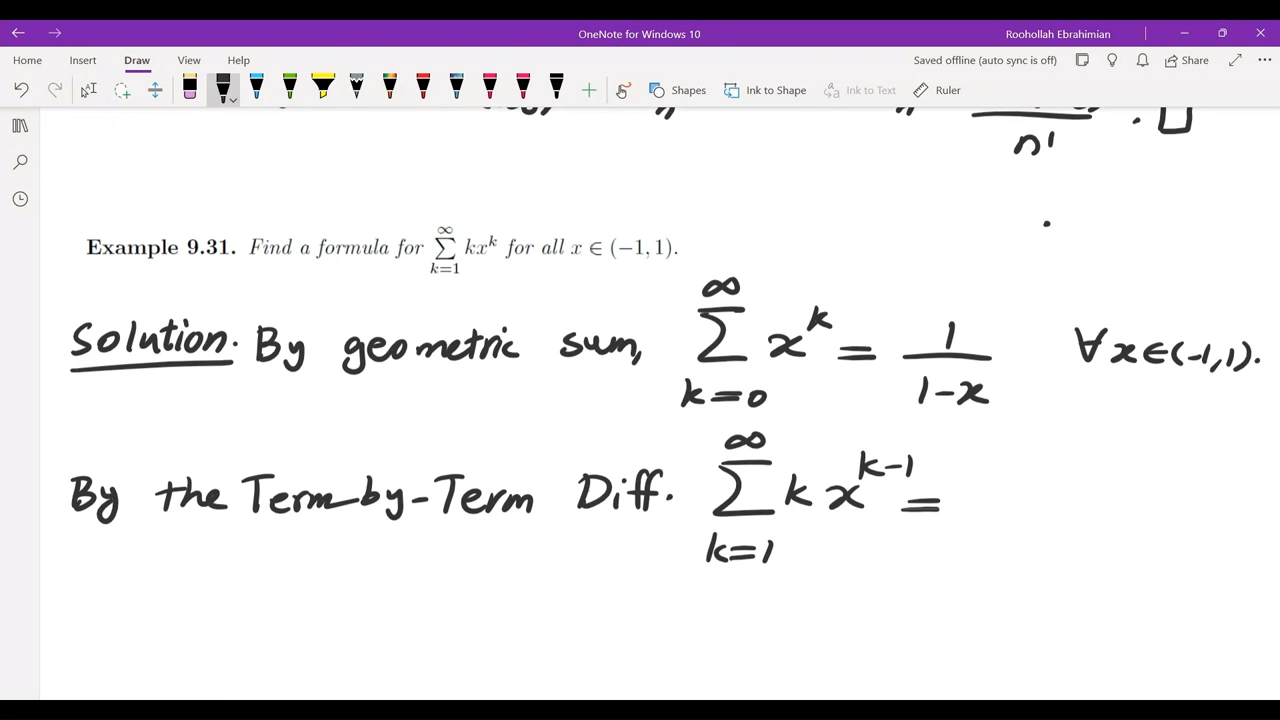 OneNote for Windows 10
Roohollah Ebrahimian
Home Insert Draw View Help
Saved offline (auto sync is off) Share
Shapes Ink to Shape Ink to Text Ruler
n!
Example 9.31. Find a formula for ∑_{k=1}^{∞} kx^k for all x ∈ (−1, 1).
Solution. By geometric sum, ∑_{k=0}^{∞} x^k = 1/(1-x) ∀ x∈(-1,1).
By the Term-by-Term Diff. ∑_{k=1}^{∞} k x^{k-1} =